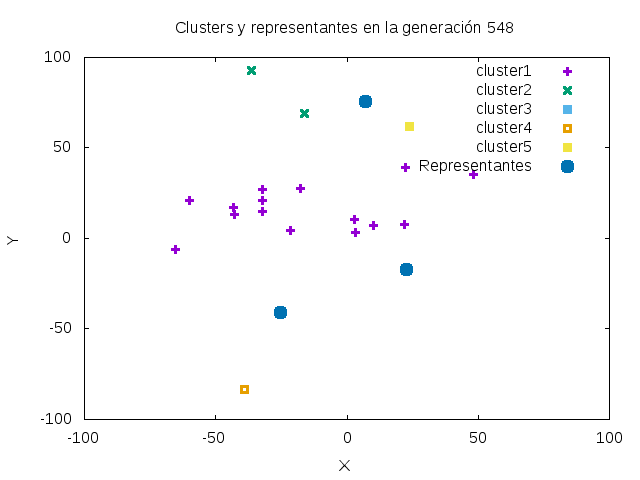 Clusters y representantes en la generación 548
cluster1
cluster2
cluster3
cluster4
cluster5
Representantes
100
50
0
-50
-100
-100
-50
0
50
100
Y
X